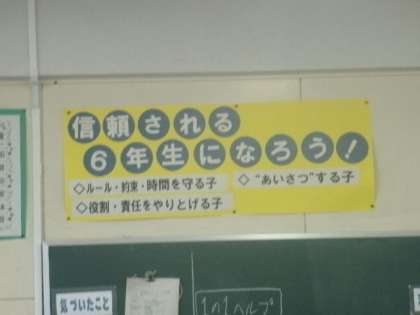 信頼される
6年生になろう!
◇ルール・約束・時間を守る子
◇“あいさつ”する子
◇役割・責任をやりとげる子
気づいたこと